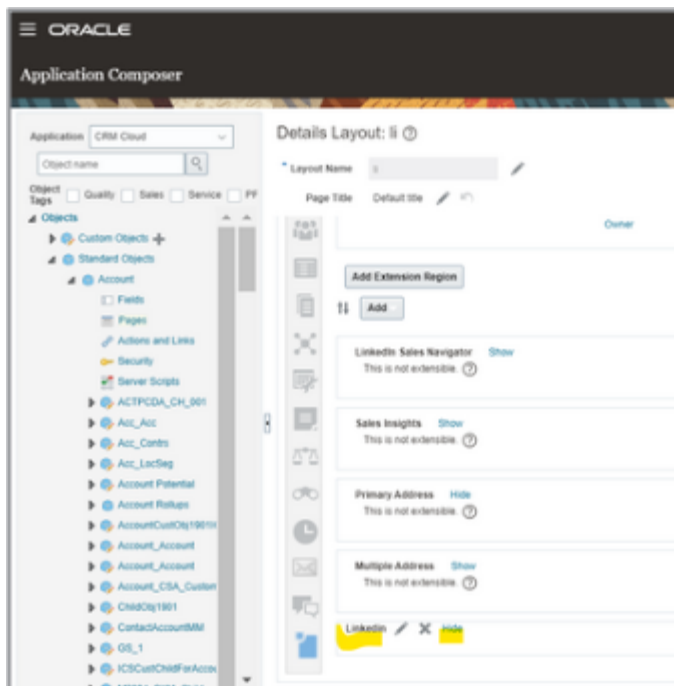 ORACLE
Application Composer
Application CRM Cloud
Object name
Object Tags Quality Sales Service PF
Objects
Custom Objects
Standard Objects
Account
Fields
Pages
Actions and Links
Security
Server Scripts
ACTPCDA_CH_001
Acc_Acc
Acc_Contrs
Acc_LocSeg
Account Potential
Account Rollups
Account_Account
Account_Account
Account_CSA_Custom
ChildObj1901
ContactAccountMM
GS_1
Details Layout: li
* Layout Name li
Page Title Default title
Owner
Add Extension Region
Add
LinkedIn Sales Navigator Show
This is not extensible.
Sales Insights Show
This is not extensible.
Primary Address Hide
This is not extensible.
Multiple Address Show
This is not extensible.
Linkedin Hide